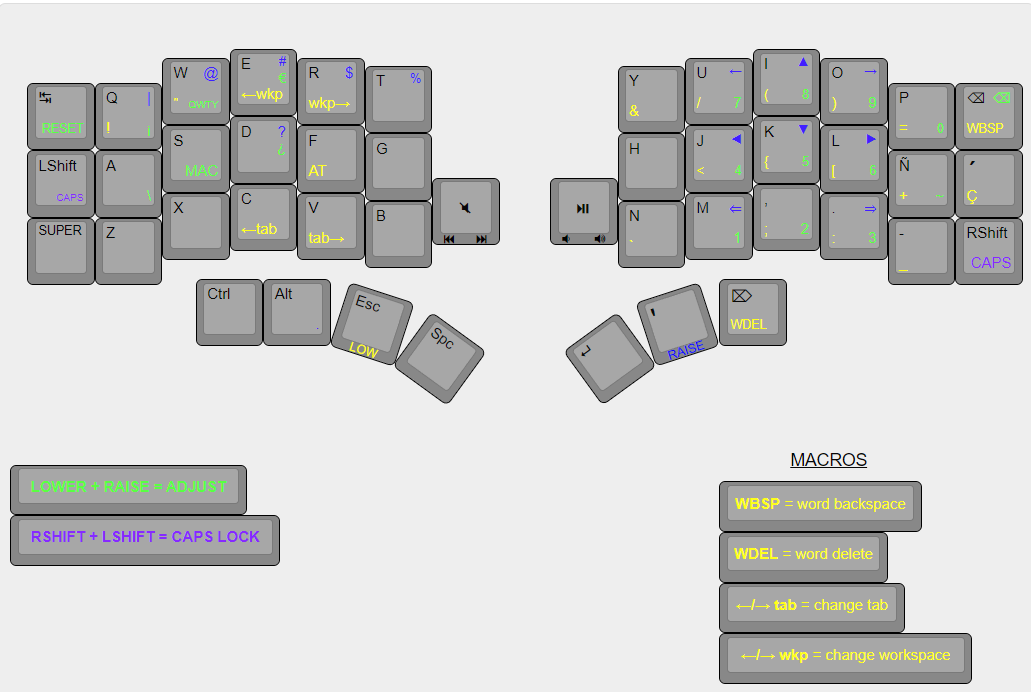 ↹ RESET
Q | ! ¡
W @ " QWTY
E # € ←wkp
R $ wkp→
T %
Y &
U ← / 7
I ▲ ( 8
O → ) 9
P = 0
⌫ ⌫ WBSP
LShift CAPS
A \
S MAC
D ? ¿
F AT
G
H
J ◀ < 4
K ▼ { 5
L ▶ [ 6
Ñ + ~
´ Ç
SUPER
Z
X
C ←tab
V tab→
B
🔇 ⏮ ⏭
⏯ 🔉 🔊
N `
M ⇐ 1
, ; 2
. ⇒ : 3
- _
RShift CAPS
Ctrl
Alt .
Esc LOW
Spc
⏎
' RAISE
⌦ WDEL
LOWER + RAISE = ADJUST
RSHIFT + LSHIFT = CAPS LOCK
MACROS
WBSP = word backspace
WDEL = word delete
←/→ tab = change tab
←/→ wkp = change workspace